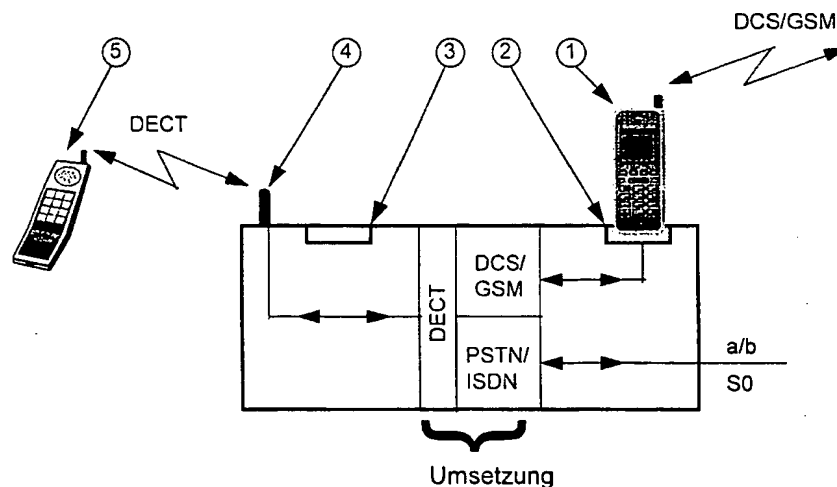 DCS/GSM
5
4
3
2
1
DECT
DECT
DCS/
GSM
PSTN/
ISDN
a/b
S0
Umsetzung